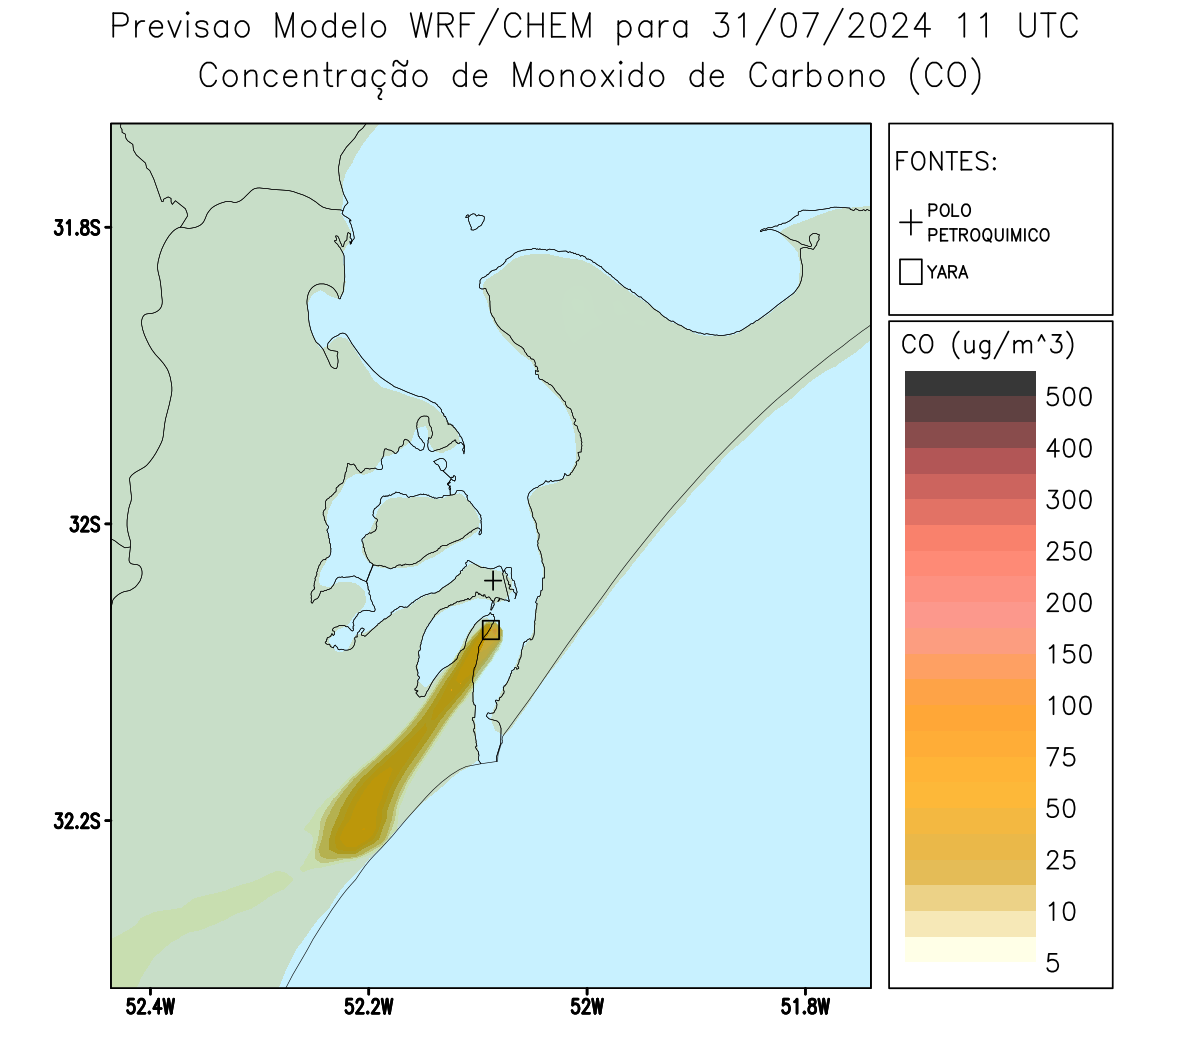 Previsao Modelo WRF/CHEM para 31/07/2024 11 UTC
Concentração de Monoxido de Carbono (CO)
FONTES:
POLO
PETROQUIMICO
YARA
CO (ug/m^3)
500
400
300
250
200
150
100
75
50
25
10
5
31.8S
32S
32.2S
52.4W
52.2W
52W
51.8W